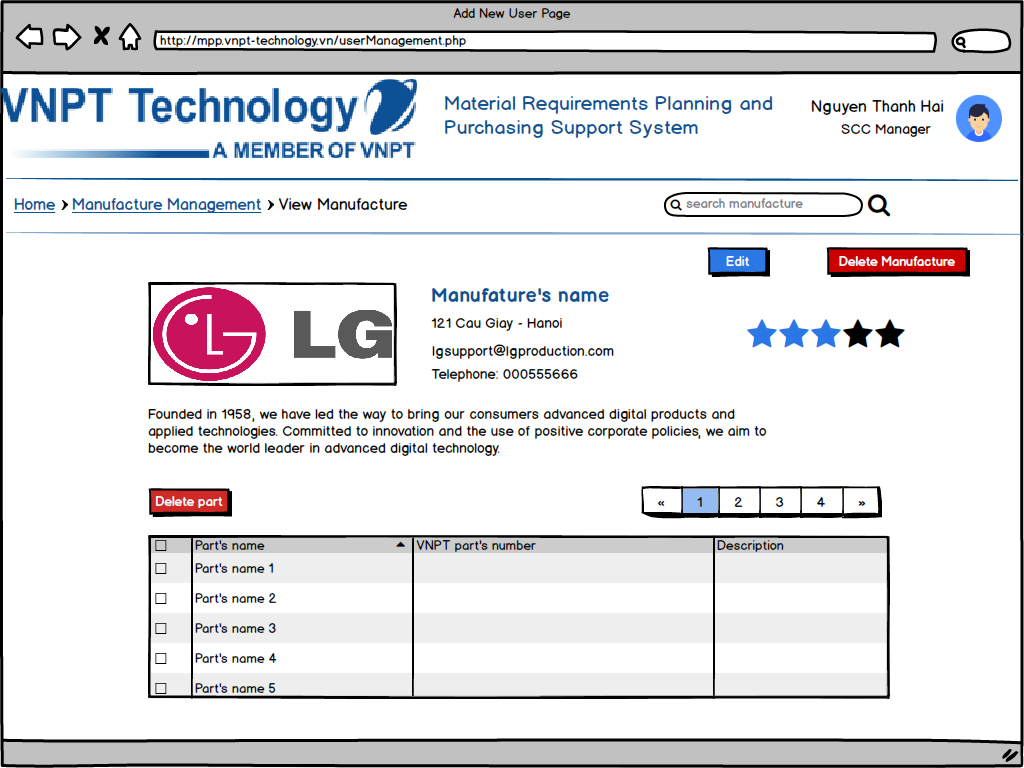 Add New User Page
http://mpp.vnpt-technology.vn/userManagement.php
VNPT Technology
A MEMBER OF VNPT
Material Requirements Planning and
Purchasing Support System
Nguyen Thanh Hai
SCC Manager
Home > Manufacture Management > View Manufacture
search manufacture
Edit
Delete Manufacture
LG
Manufature's name
121 Cau Giay - Hanoi
lgsupport@lgproduction.com
Telephone: 000555666
Founded in 1958, we have led the way to bring our consumers advanced digital products and
applied technologies. Committed to innovation and the use of positive corporate policies, we aim to
become the world leader in advanced digital technology.
Delete part
« 1 2 3 4 »
Part's name VNPT part's number Description
Part's name 1
Part's name 2
Part's name 3
Part's name 4
Part's name 5